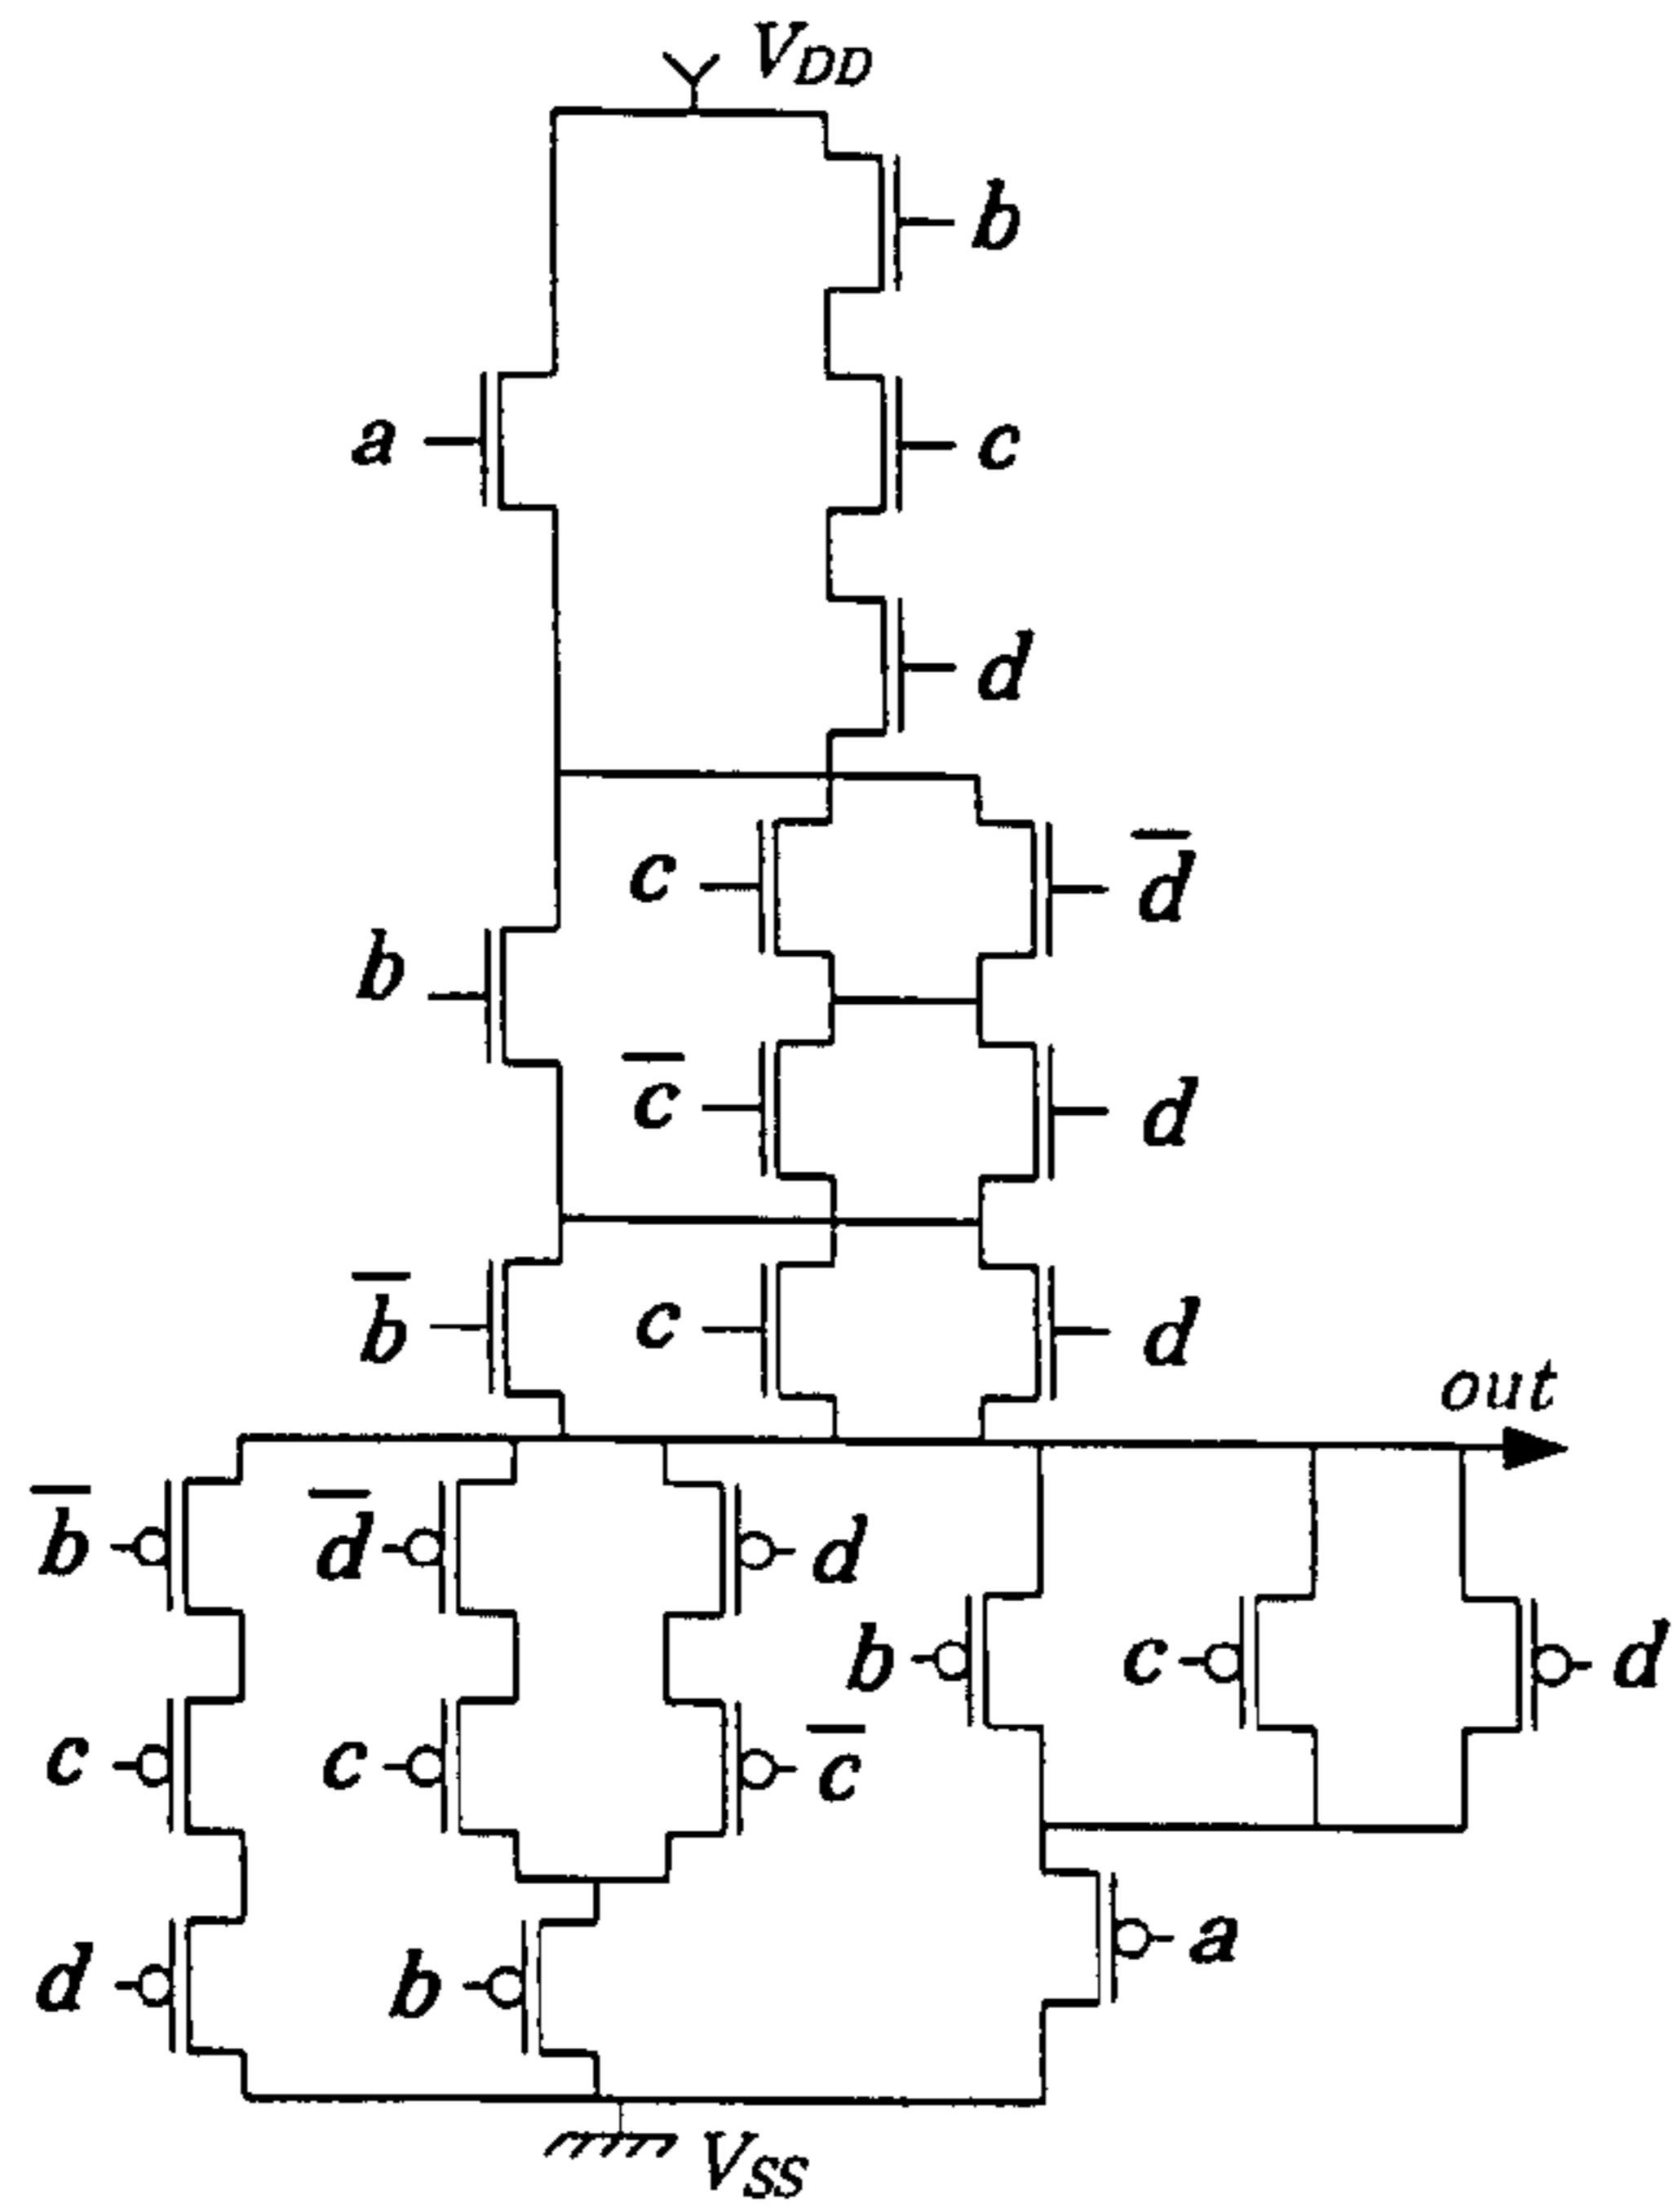 V_DD
b
a c
d
c d̅
b
c̅ d
b̅ c d
out
b̅ d̅ d
b c d
c c c̅
a
d b
V_SS